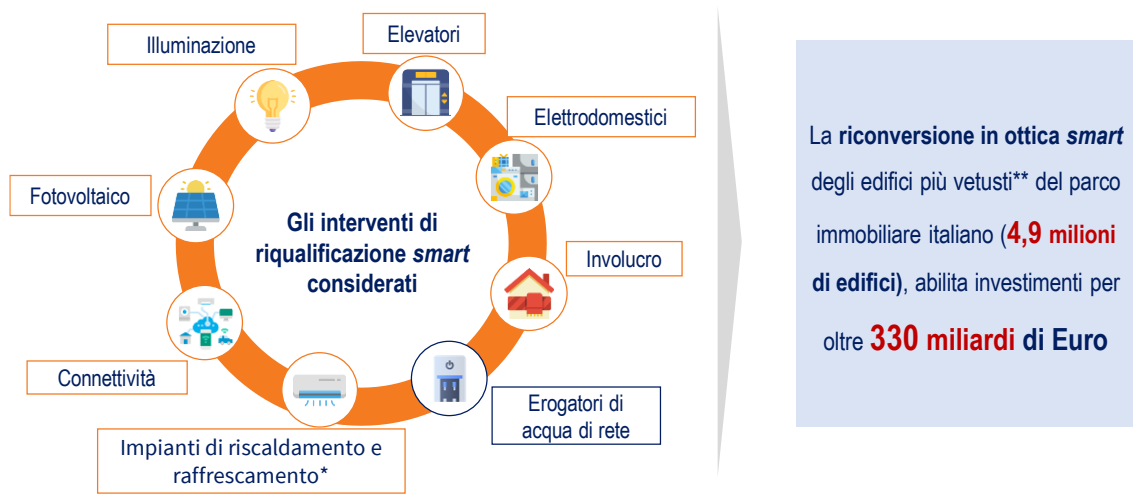 Illuminazione
Elevatori
Elettrodomestici
Fotovoltaico
Gli interventi di
riqualificazione smart
considerati
Involucro
Connettività
Erogatori di
acqua di rete
Impianti di riscaldamento e
raffrescamento*
La riconversione in ottica smart
degli edifici più vetusti** del parco
immobiliare italiano (4,9 milioni
di edifici), abilita investimenti per
oltre 330 miliardi di Euro